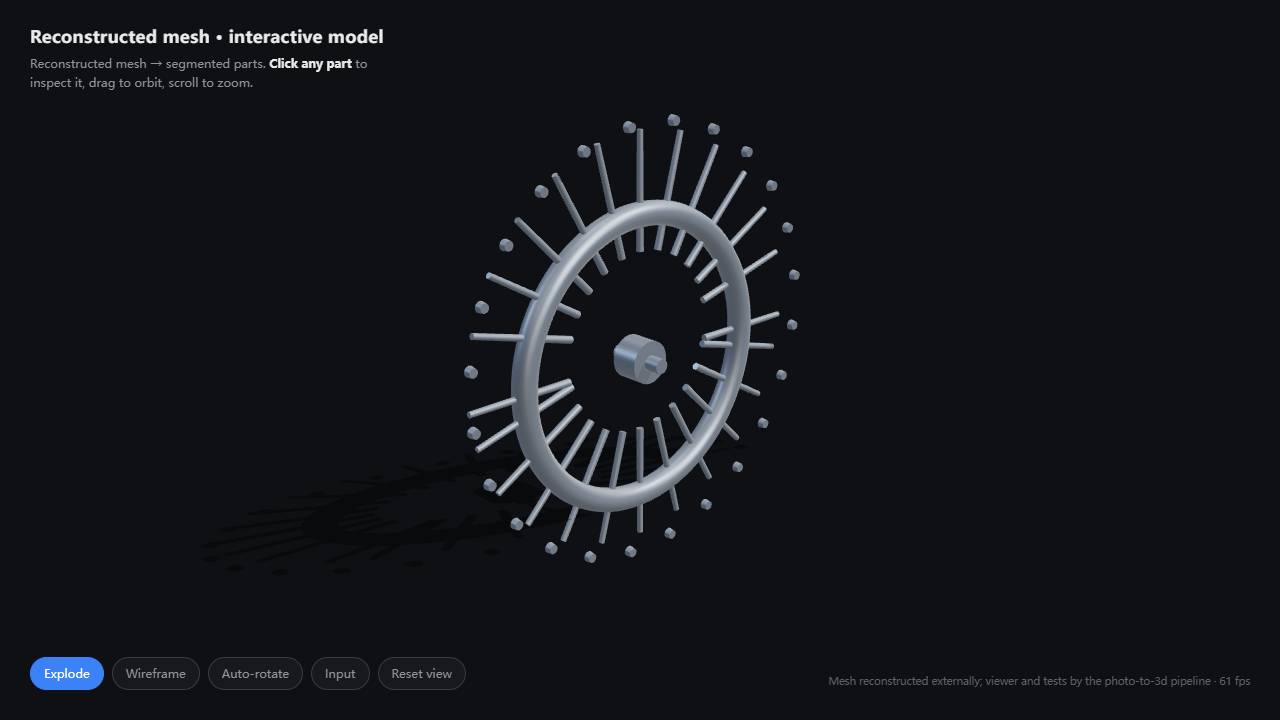 Reconstructed mesh • interactive model
Reconstructed mesh → segmented parts. Click any part to
inspect it, drag to orbit, scroll to zoom.
Explode
Wireframe
Auto-rotate
Input
Reset view
Mesh reconstructed externally; viewer and tests by the photo-to-3d pipeline · 61 fps